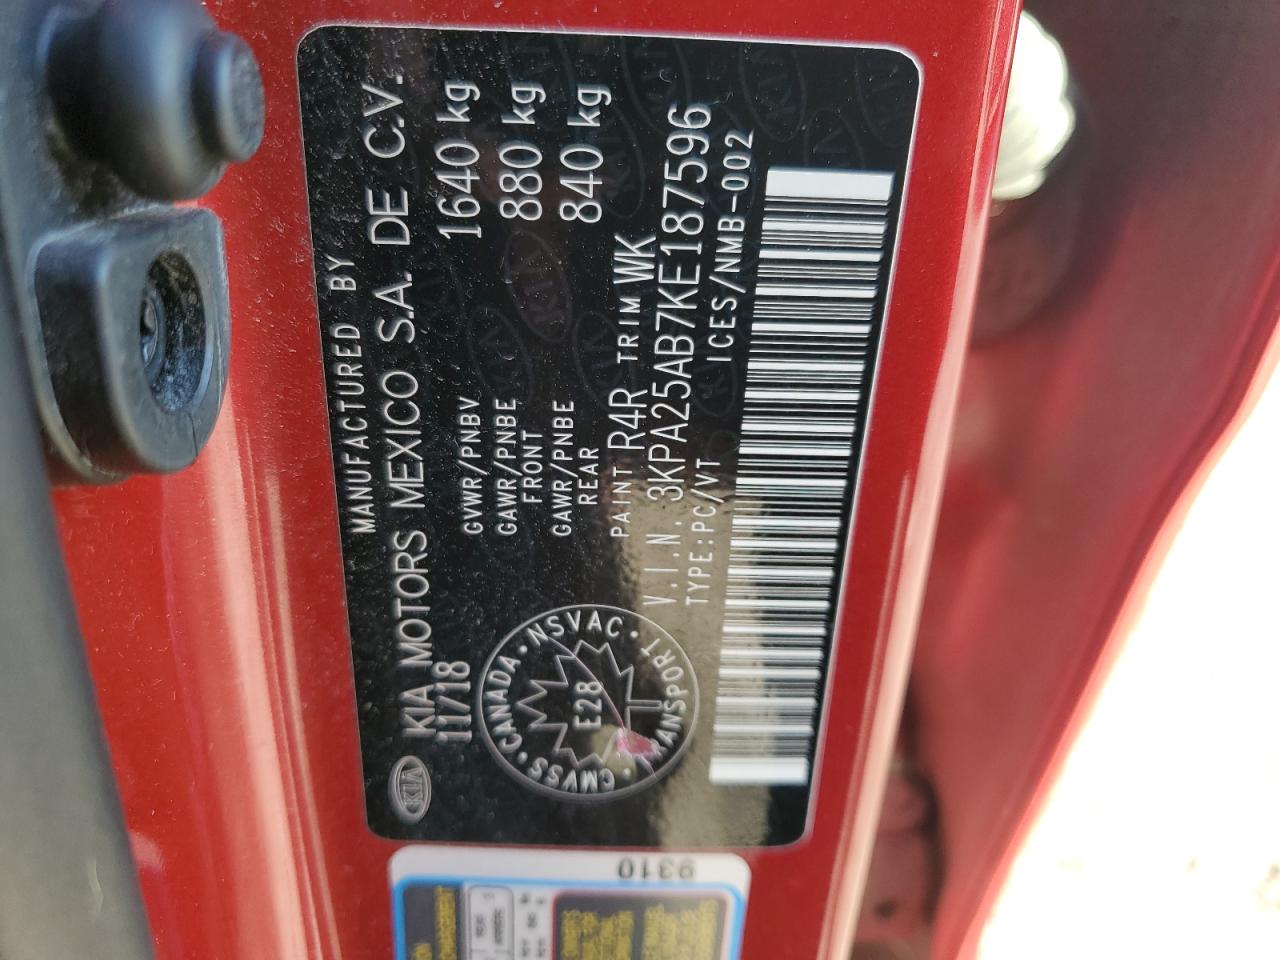 MANUFACTURED BY
KIA KIA MOTORS MEXICO S.A. DE C.V.
11/18
GVWR/PNBV 1640 kg
GAWR/PNBE FRONT 880 kg
GAWR/PNBE REAR 840 kg
PAINT R4R TRIM WK
V.I.N. 3KPA25AB7KE187596
TYPE:PC/VT ICES/NMB-002
CMVSS · CANADA · NSVAC · TRANSPORT ·
E28
9310